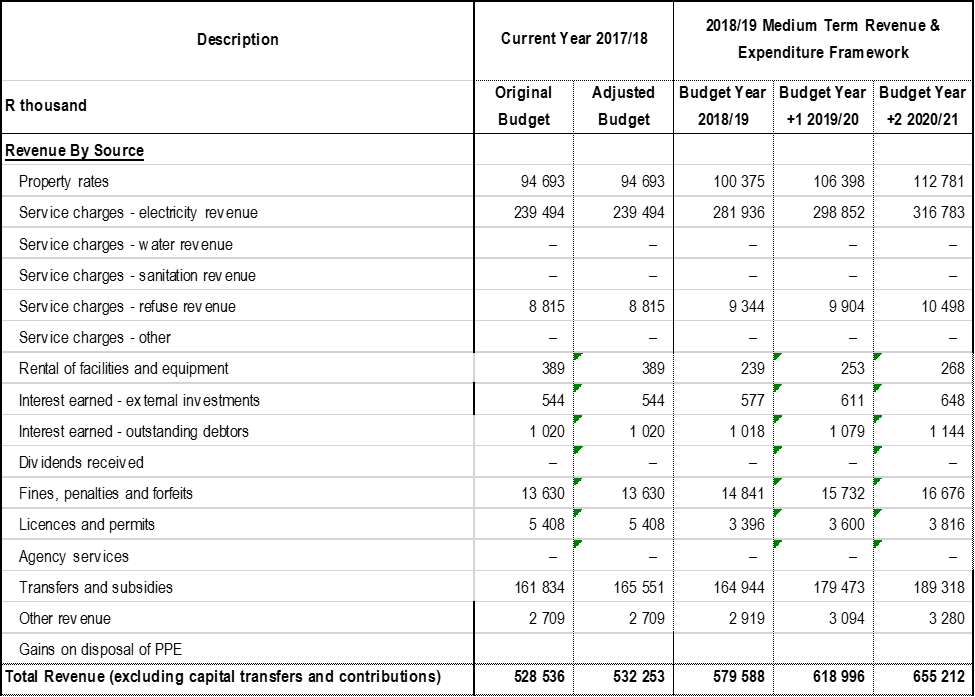 Description Current Year 2017/18 2018/19 Medium Term Revenue & Expenditure Framework
R thousand Original Budget Adjusted Budget Budget Year 2018/19 Budget Year +1 2019/20 Budget Year +2 2020/21
Revenue By Source
Property rates 94 693 94 693 100 375 106 398 112 781
Service charges - electricity revenue 239 494 239 494 281 936 298 852 316 783
Service charges - water revenue – – – – –
Service charges - sanitation revenue – – – – –
Service charges - refuse revenue 8 815 8 815 9 344 9 904 10 498
Service charges - other – – – – –
Rental of facilities and equipment 389 389 239 253 268
Interest earned - external investments 544 544 577 611 648
Interest earned - outstanding debtors 1 020 1 020 1 018 1 079 1 144
Dividends received – – – – –
Fines, penalties and forfeits 13 630 13 630 14 841 15 732 16 676
Licences and permits 5 408 5 408 3 396 3 600 3 816
Agency services – – – – –
Transfers and subsidies 161 834 165 551 164 944 179 473 189 318
Other revenue 2 709 2 709 2 919 3 094 3 280
Gains on disposal of PPE
Total Revenue (excluding capital transfers and contributions) 528 536 532 253 579 588 618 996 655 212